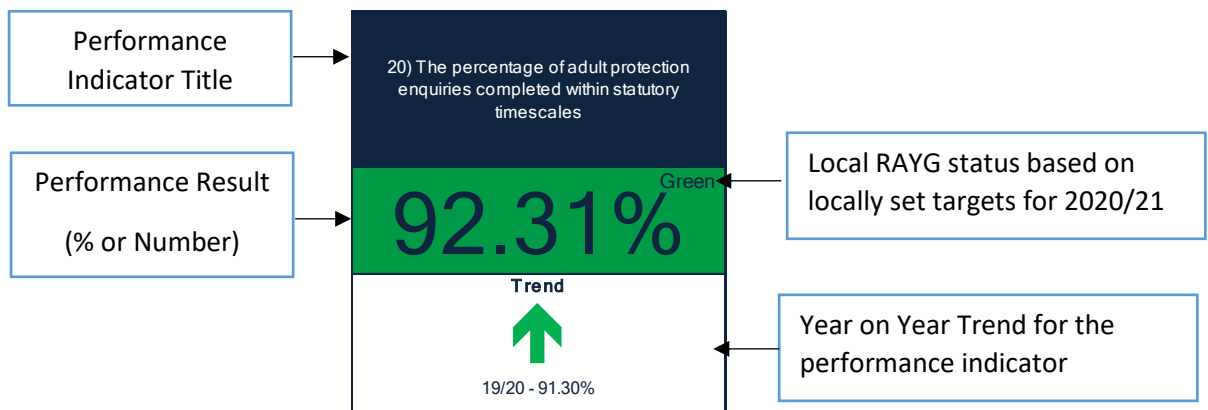 Performance
Indicator Title
20) The percentage of adult protection
enquiries completed within statutory
timescales
Performance Result
(% or Number)
Green
92.31%
Local RAYG status based on
locally set targets for 2020/21
Trend
19/20 - 91.30%
Year on Year Trend for the
performance indicator